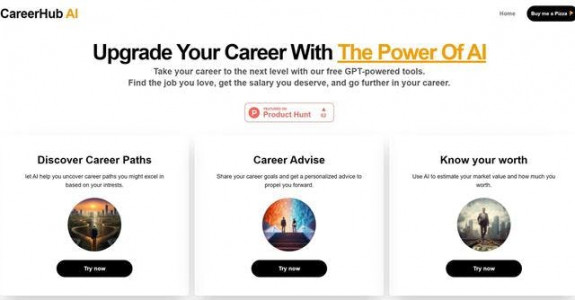 CareerHub AI
Home
Buy me a Pizza
Upgrade Your Career With The Power Of AI
Take your career to the next level with our free GPT-powered tools.
Find the job you love, get the salary you deserve, and go further in your career.
FEATURED ON
Product Hunt
Discover Career Paths
let AI help you uncover career paths you might excel in
based on your intrests.
Try now
Career Advise
Share your career goals and get a personalized advice to
propel you forward.
Try now
Know your worth
Use AI to estimate your market value and how much you
worth.
Try now